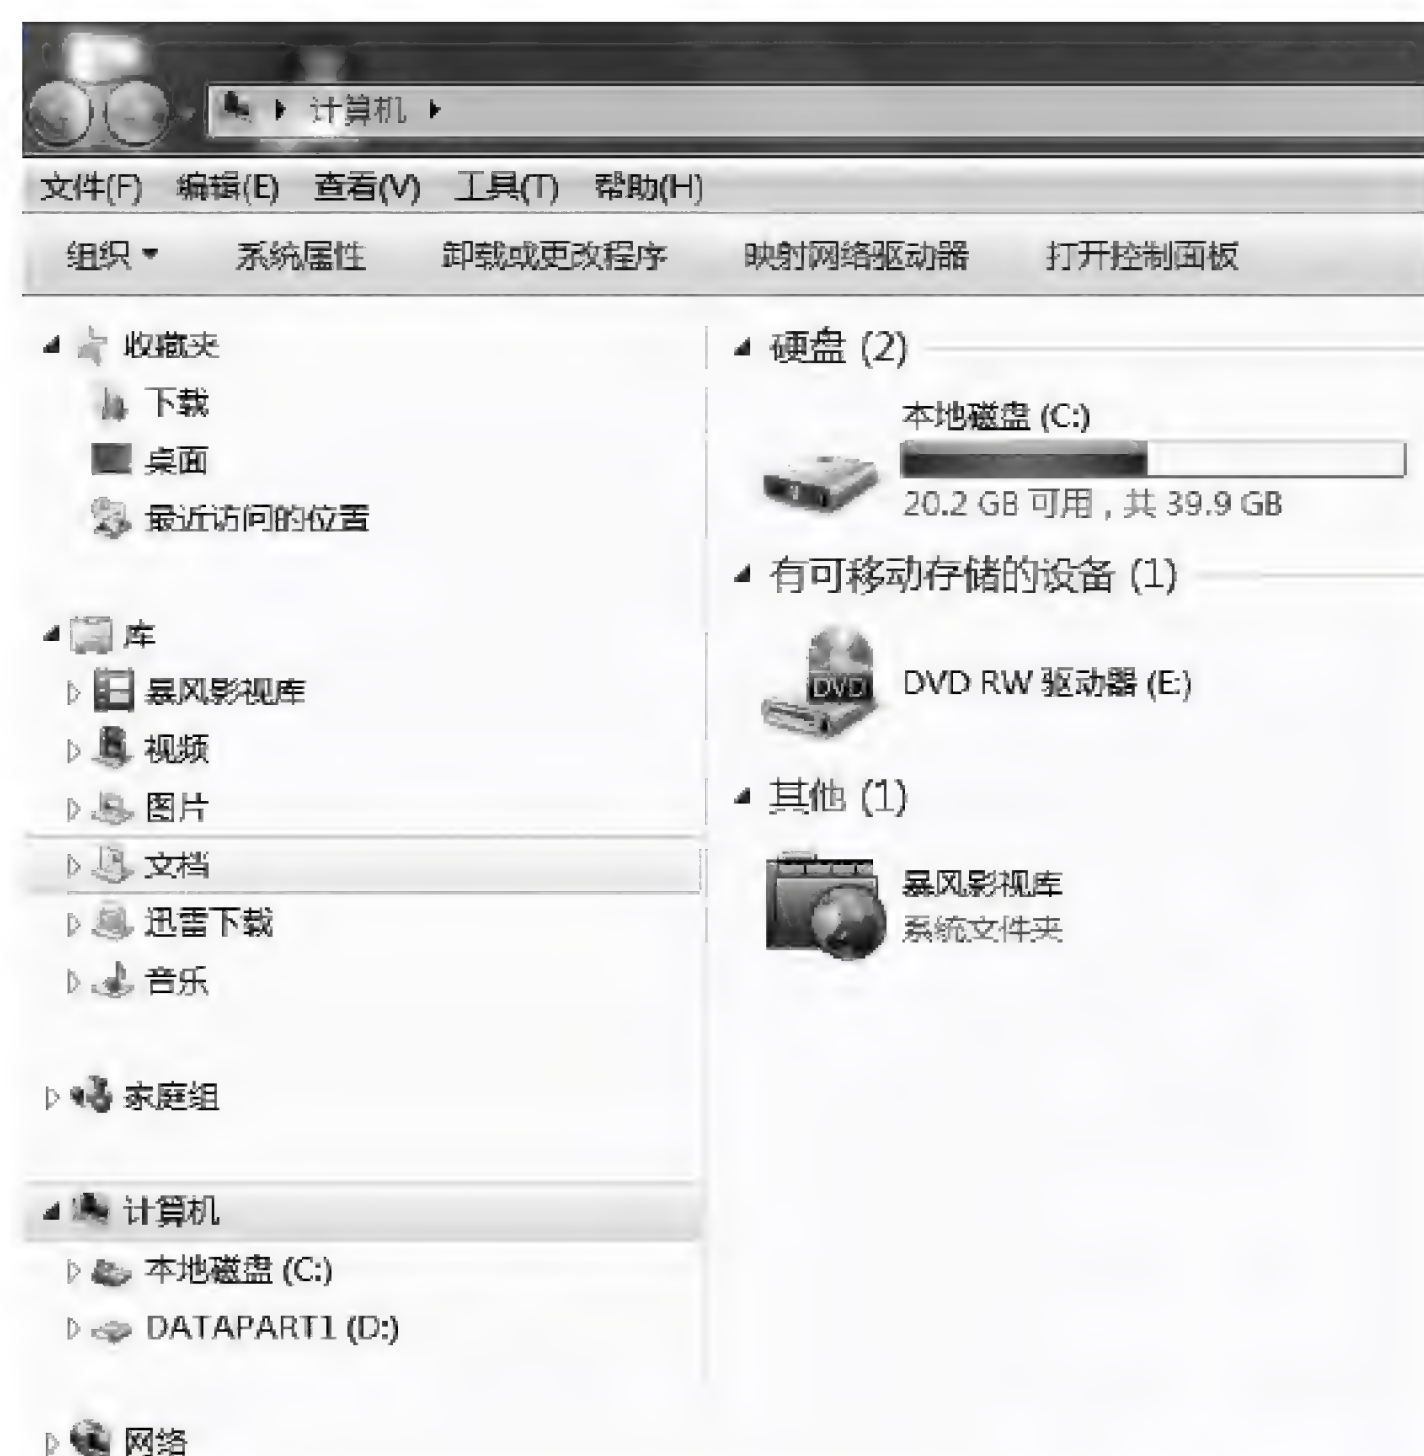 计算机
文件(F) 编辑(E) 查看(V) 工具(T) 帮助(H)
组织 系统属性 卸载或更改程序 映射网络驱动器 打开控制面板
收藏夹
下载
桌面
最近访问的位置
库
暴风影视库
视频
图片
文档
迅雷下载
音乐
家庭组
计算机
本地磁盘 (C:)
DATAPART1 (D:)
网络
硬盘 (2)
本地磁盘 (C:)
20.2 GB 可用，共 39.9 GB
有可移动存储的设备 (1)
DVD
DVD RW 驱动器 (E:)
其他 (1)
暴风影视库
系统文件夹